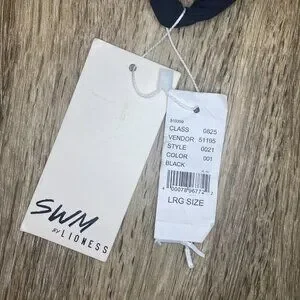 SWM
BY LIONESS
CLASS 0825
VENDOR 51195
STYLE 0021
COLOR 001
BLACK
LRG SIZE